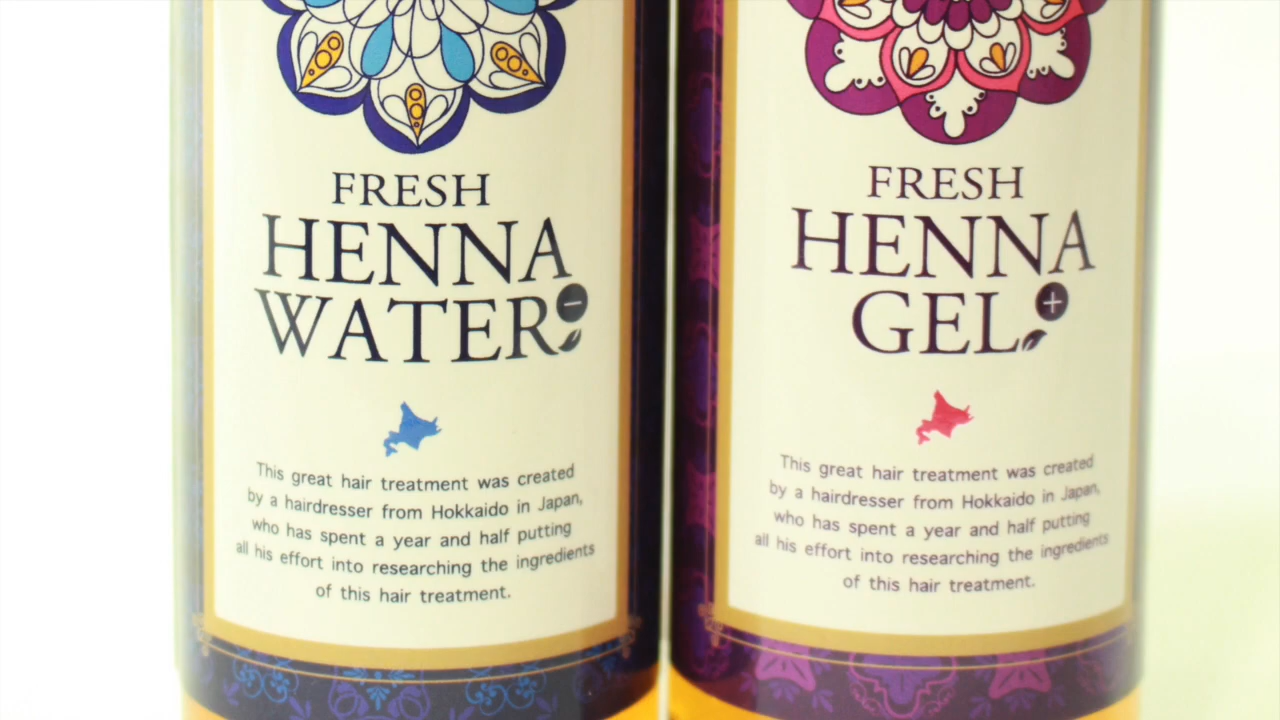 FRESH
HENNA
WATER
This great hair treatment was created
by a hairdresser from Hokkaido in Japan,
who has spent a year and half putting
all his effort into researching the ingredients
of this hair treatment.
FRESH
HENNA
GEL
This great hair treatment was created
by a hairdresser from Hokkaido in Japan,
who has spent a year and half putting
all his effort into researching the ingredients
of this hair treatment.